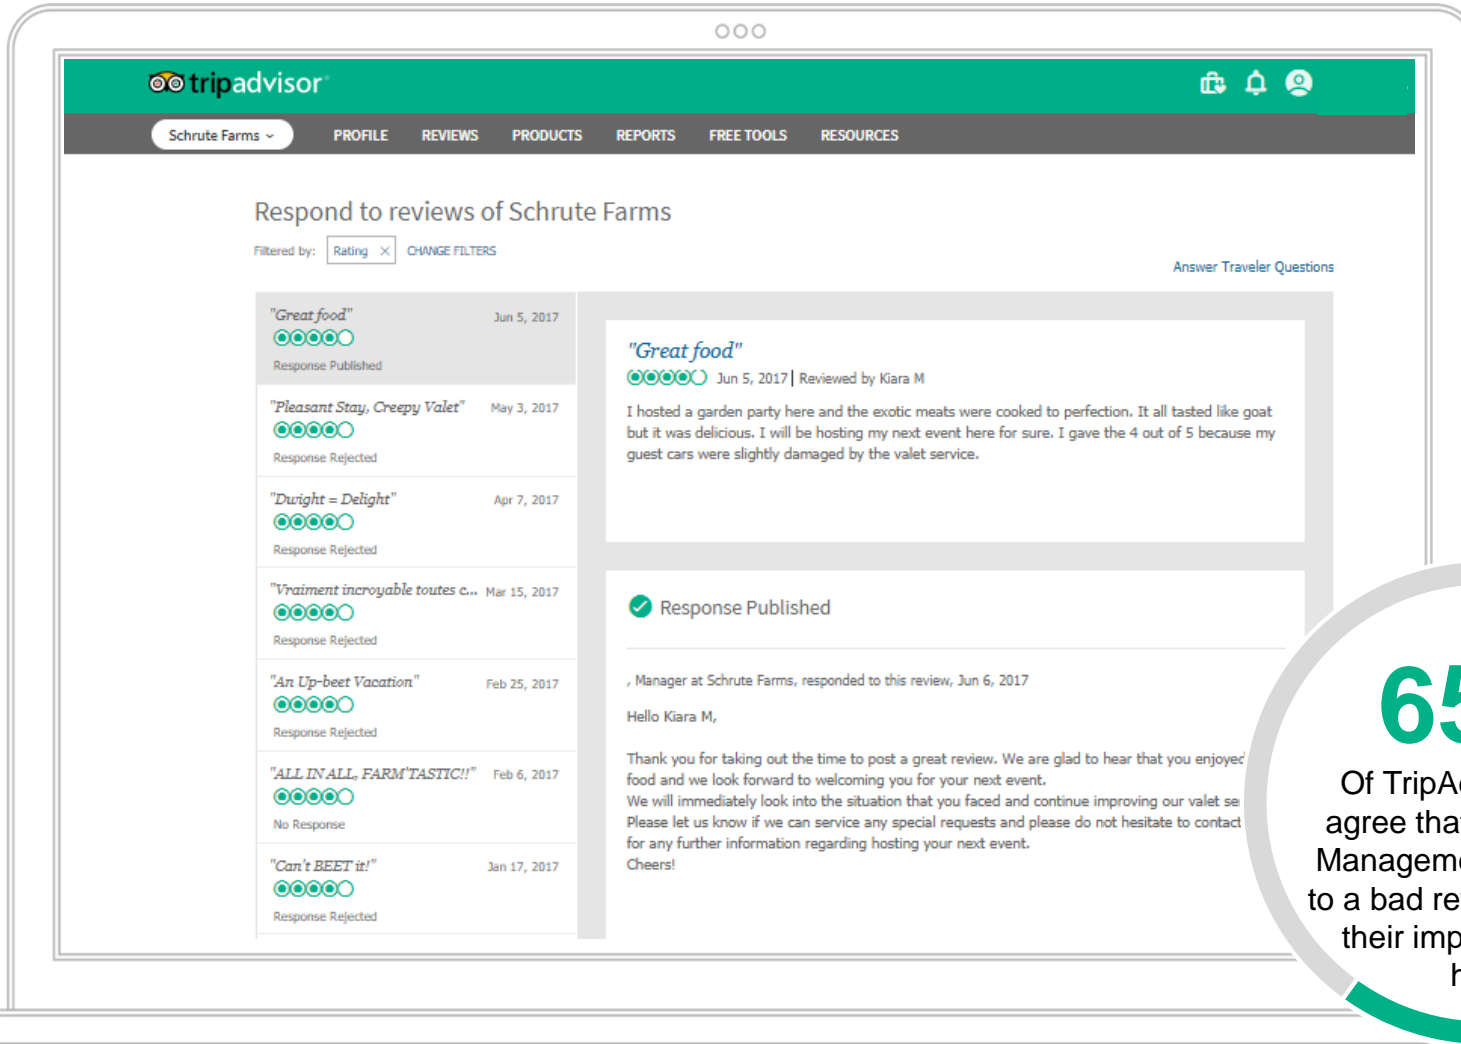 tripadvisor
Schrute Farms
PROFILE
REVIEWS
PRODUCTS
REPORTS
FREE TOOLS
RESOURCES
Respond to reviews of Schrute Farms
Filtered by: Rating × CHANGE FILTERS
Answer Traveler Questions
"Great food" Jun 5, 2017
Response Published
"Pleasant Stay, Creepy Valet" May 3, 2017
Response Rejected
"Dwight = Delight" Apr 7, 2017
Response Rejected
"Vraiment incroyable toutes c... Mar 15, 2017
Response Rejected
"An Up-beet Vacation" Feb 25, 2017
Response Rejected
"ALL IN ALL, FARM'TASTIC!!" Feb 6, 2017
No Response
"Can't BEET it!" Jan 17, 2017
Response Rejected
"Great food"
Jun 5, 2017 | Reviewed by Kiara M
I hosted a garden party here and the exotic meats were cooked to perfection. It all tasted like goat
but it was delicious. I will be hosting my next event here for sure. I gave the 4 out of 5 because my
guest cars were slightly damaged by the valet service.
Response Published
, Manager at Schrute Farms, responded to this review, Jun 6, 2017
Hello Kiara M,
Thank you for taking out the time to post a great review. We are glad to hear that you enjoyed
food and we look forward to welcoming you for your next event.
We will immediately look into the situation that you faced and continue improving our valet
Please let us know if we can service any special requests and please do not hesitate to contact
for any further information regarding hosting your next event.
Cheers!
65
Of
agree
to a bad
their